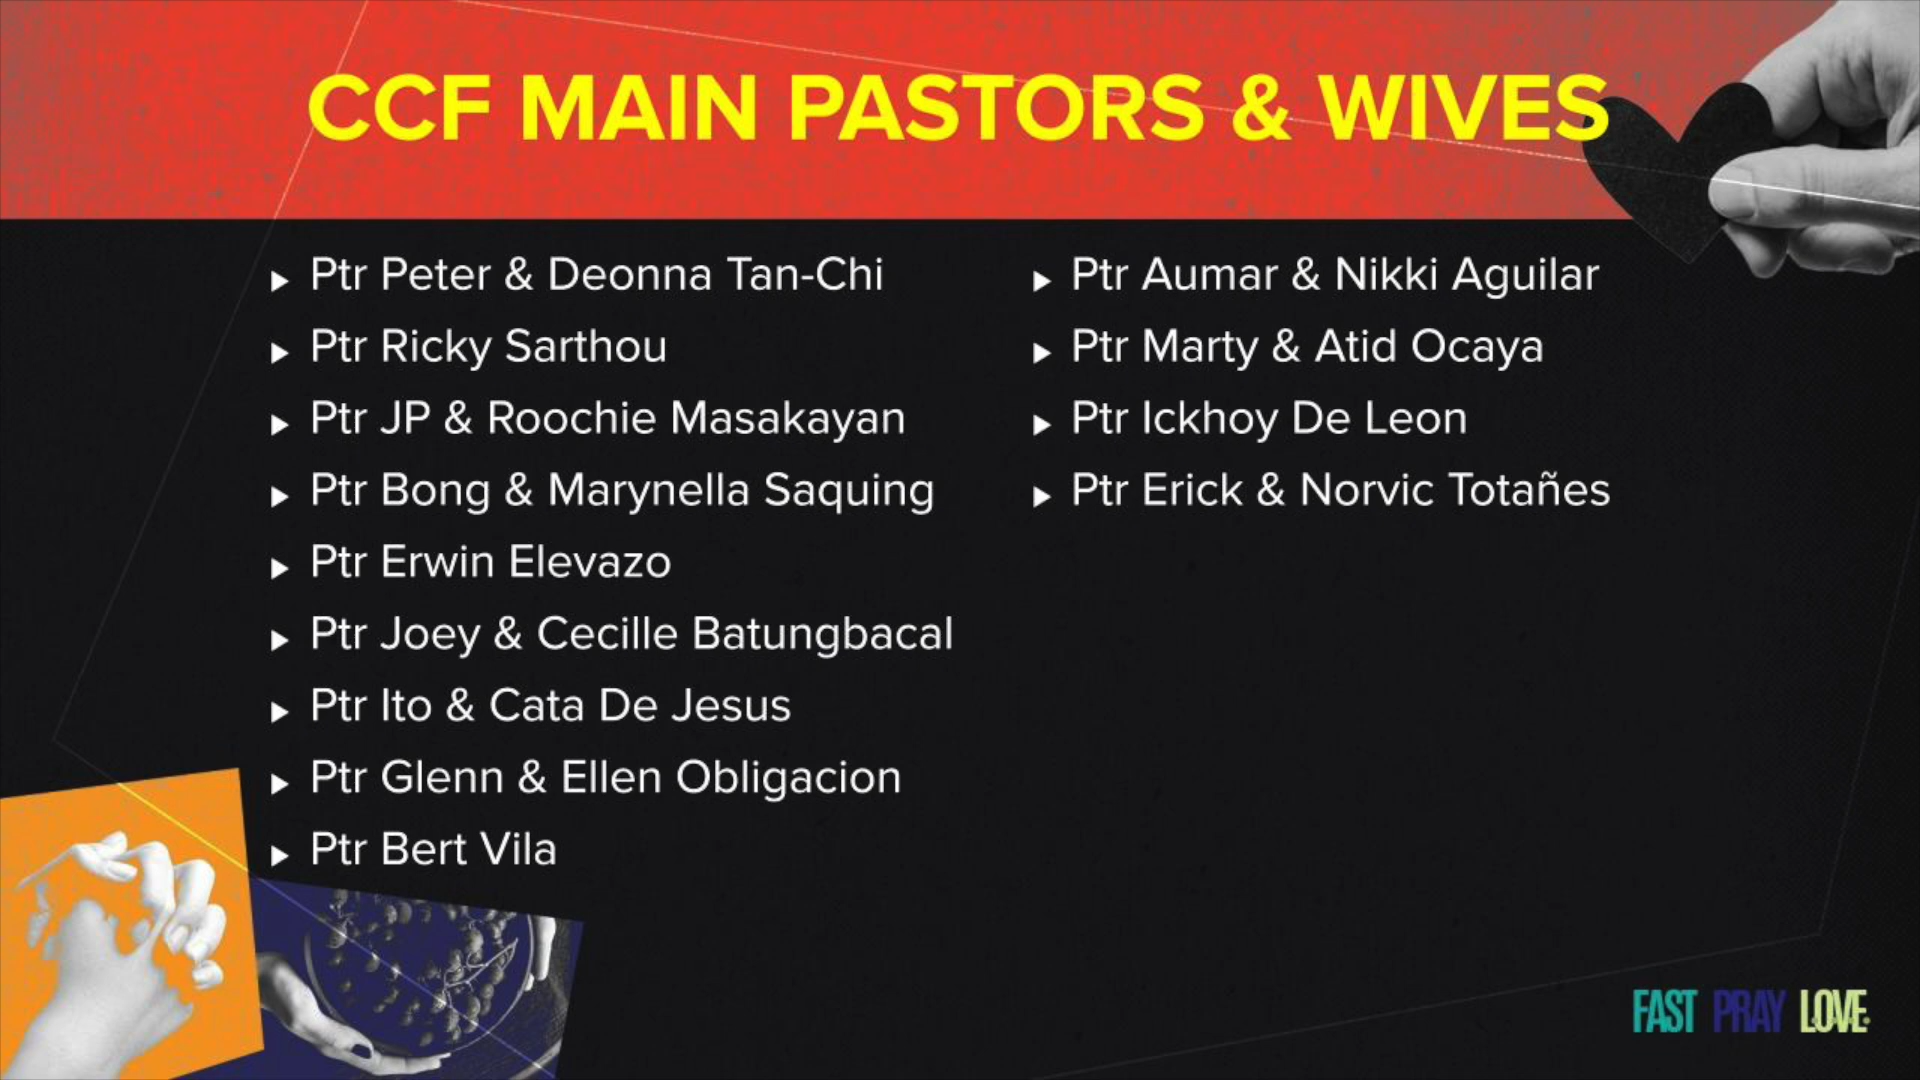 CCF MAIN PASTORS & WIVES
Ptr Peter & Deonna Tan-Chi
Ptr Ricky Sarthou
Ptr JP & Roochie Masakayan
Ptr Bong & Marynella Saquing
Ptr Erwin Elevazo
Ptr Joey & Cecille Batungbacal
Ptr Ito & Cata De Jesus
Ptr Glenn & Ellen Obligacion
Ptr Bert Vila
Ptr Aumar & Nikki Aguilar
Ptr Marty & Atid Ocaya
Ptr Ickhoy De Leon
Ptr Erick & Norvic Totañes
FAST PRAY LOVE